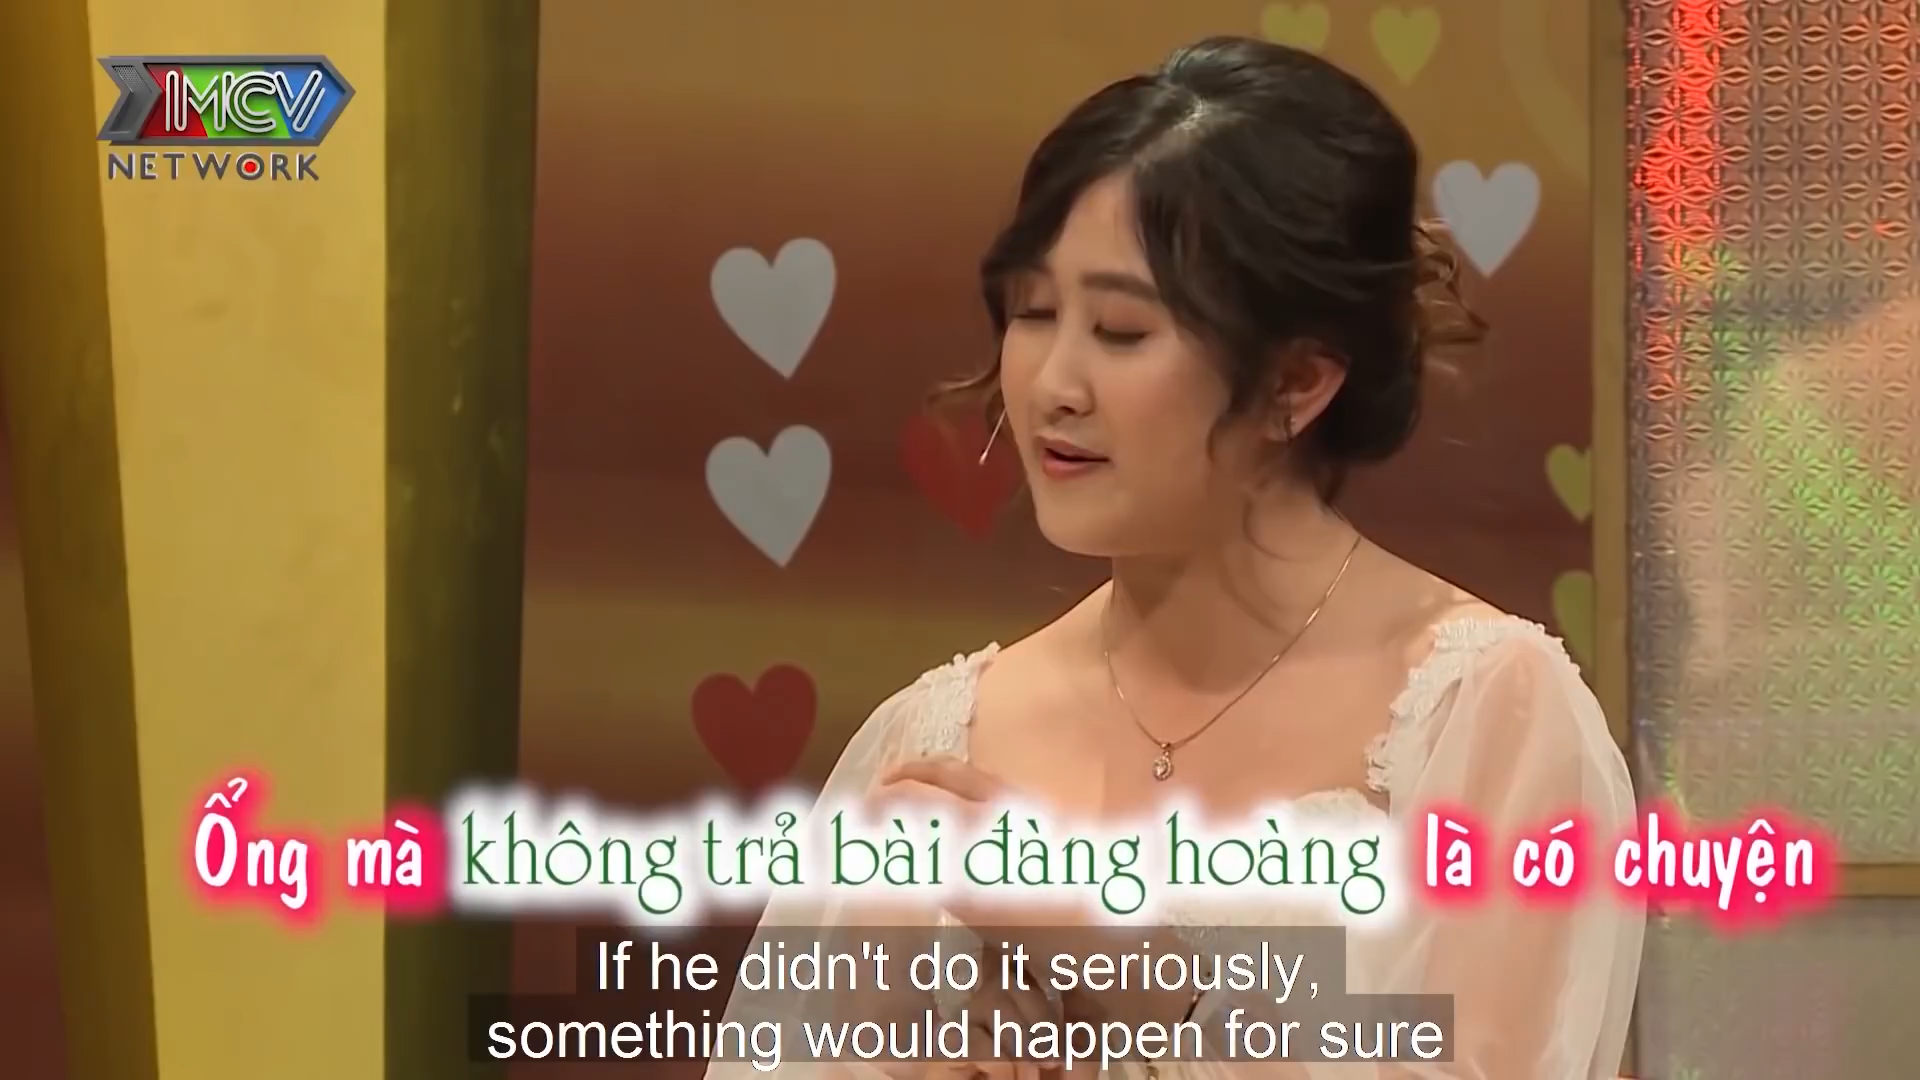 MCV
NETWORK
Ổng mà không trả bài đàng hoàng là có chuyện
If he didn't do it seriously,
something would happen for sure